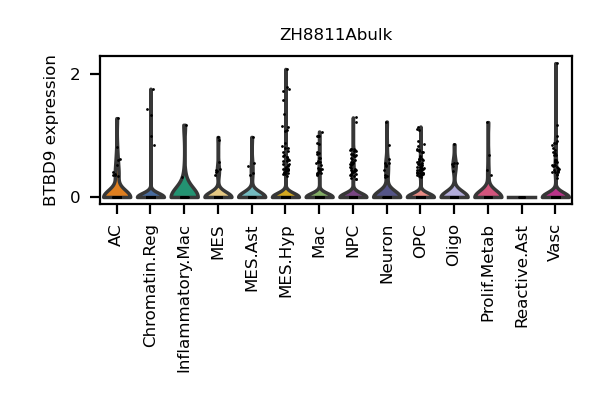 ZH8811Abulk
BTBD9 expression
2
0
AC
Chromatin.Reg
Inflammatory.Mac
MES
MES.Ast
MES.Hyp
Mac
NPC
Neuron
OPC
Oligo
Prolif.Metab
Reactive.Ast
Vasc